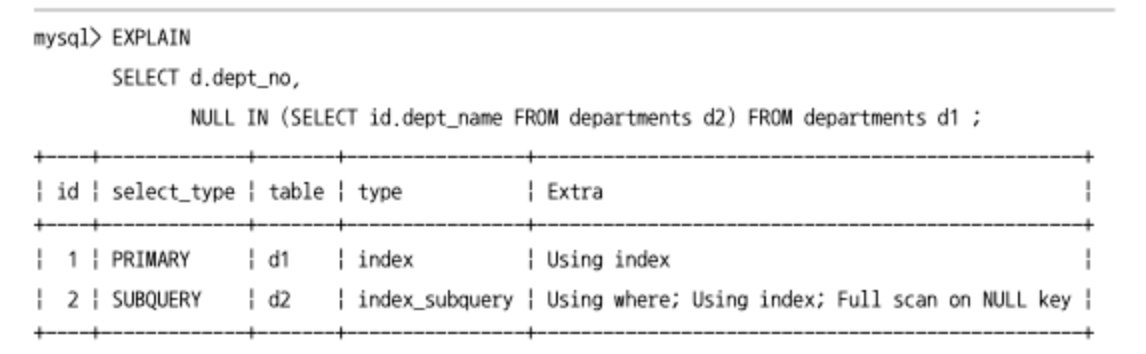 mysql> EXPLAIN
SELECT d.dept_no,
NULL IN (SELECT id.dept_name FROM departments d2) FROM departments d1 ;
+----+-------------+-------+----------------+-------------------------------------------------+
| id | select_type | table | type | Extra |
+----+-------------+-------+----------------+-------------------------------------------------+
| 1 | PRIMARY | d1 | index | Using index |
| 2 | SUBQUERY | d2 | index_subquery | Using where; Using index; Full scan on NULL key |
+----+-------------+-------+----------------+-------------------------------------------------+